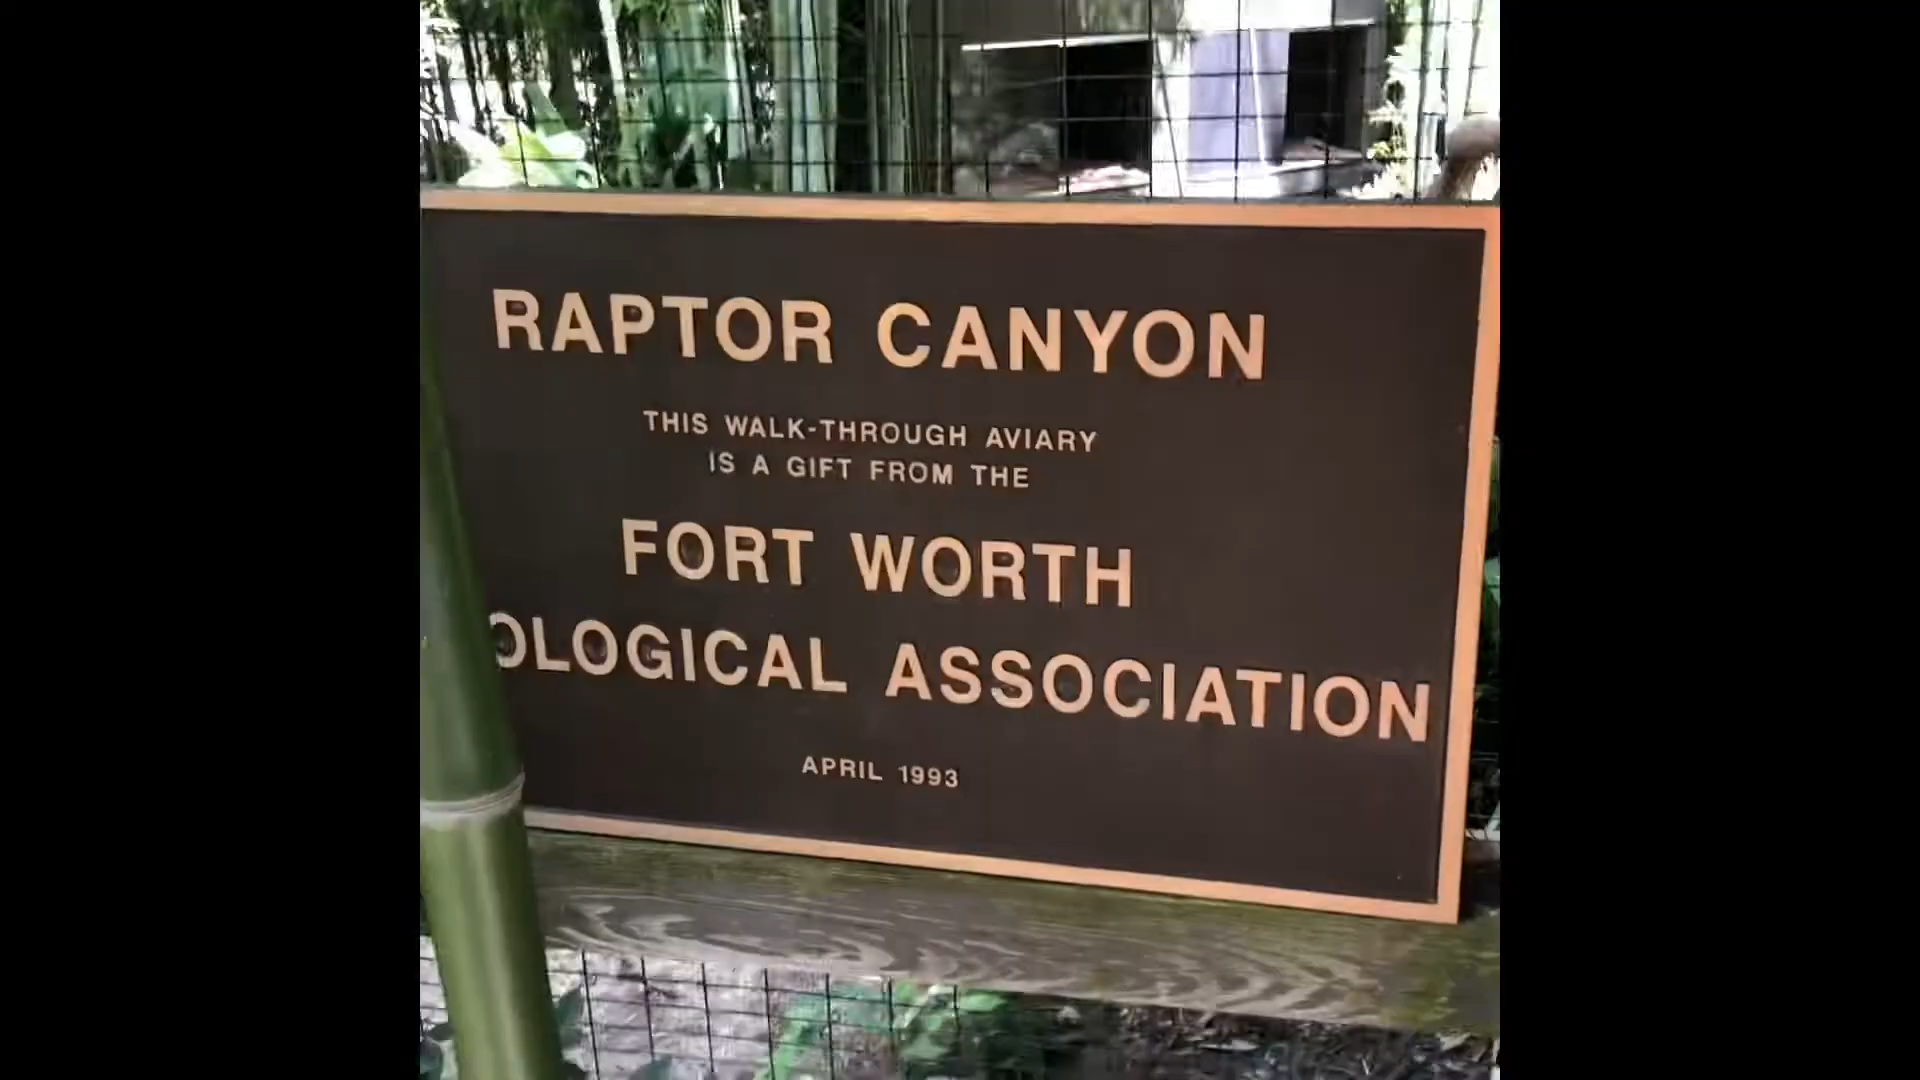 RAPTOR CANYON
THIS WALK-THROUGH AVIARY
IS A GIFT FROM THE
FORT WORTH
OLOGICAL ASSOCIATION
APRIL 1993